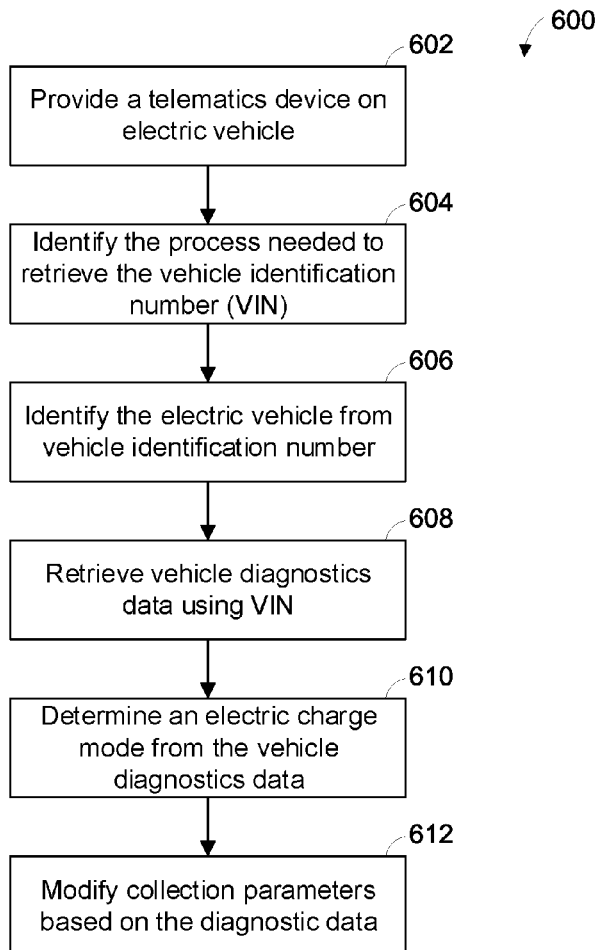 600
602
Provide a telematics device on
electric vehicle
604
Identify the process needed to
retrieve the vehicle identification
number (VIN)
606
Identify the electric vehicle from
vehicle identification number
608
Retrieve vehicle diagnostics
data using VIN
610
Determine an electric charge
mode from the vehicle
diagnostics data
612
Modify collection parameters
based on the diagnostic data